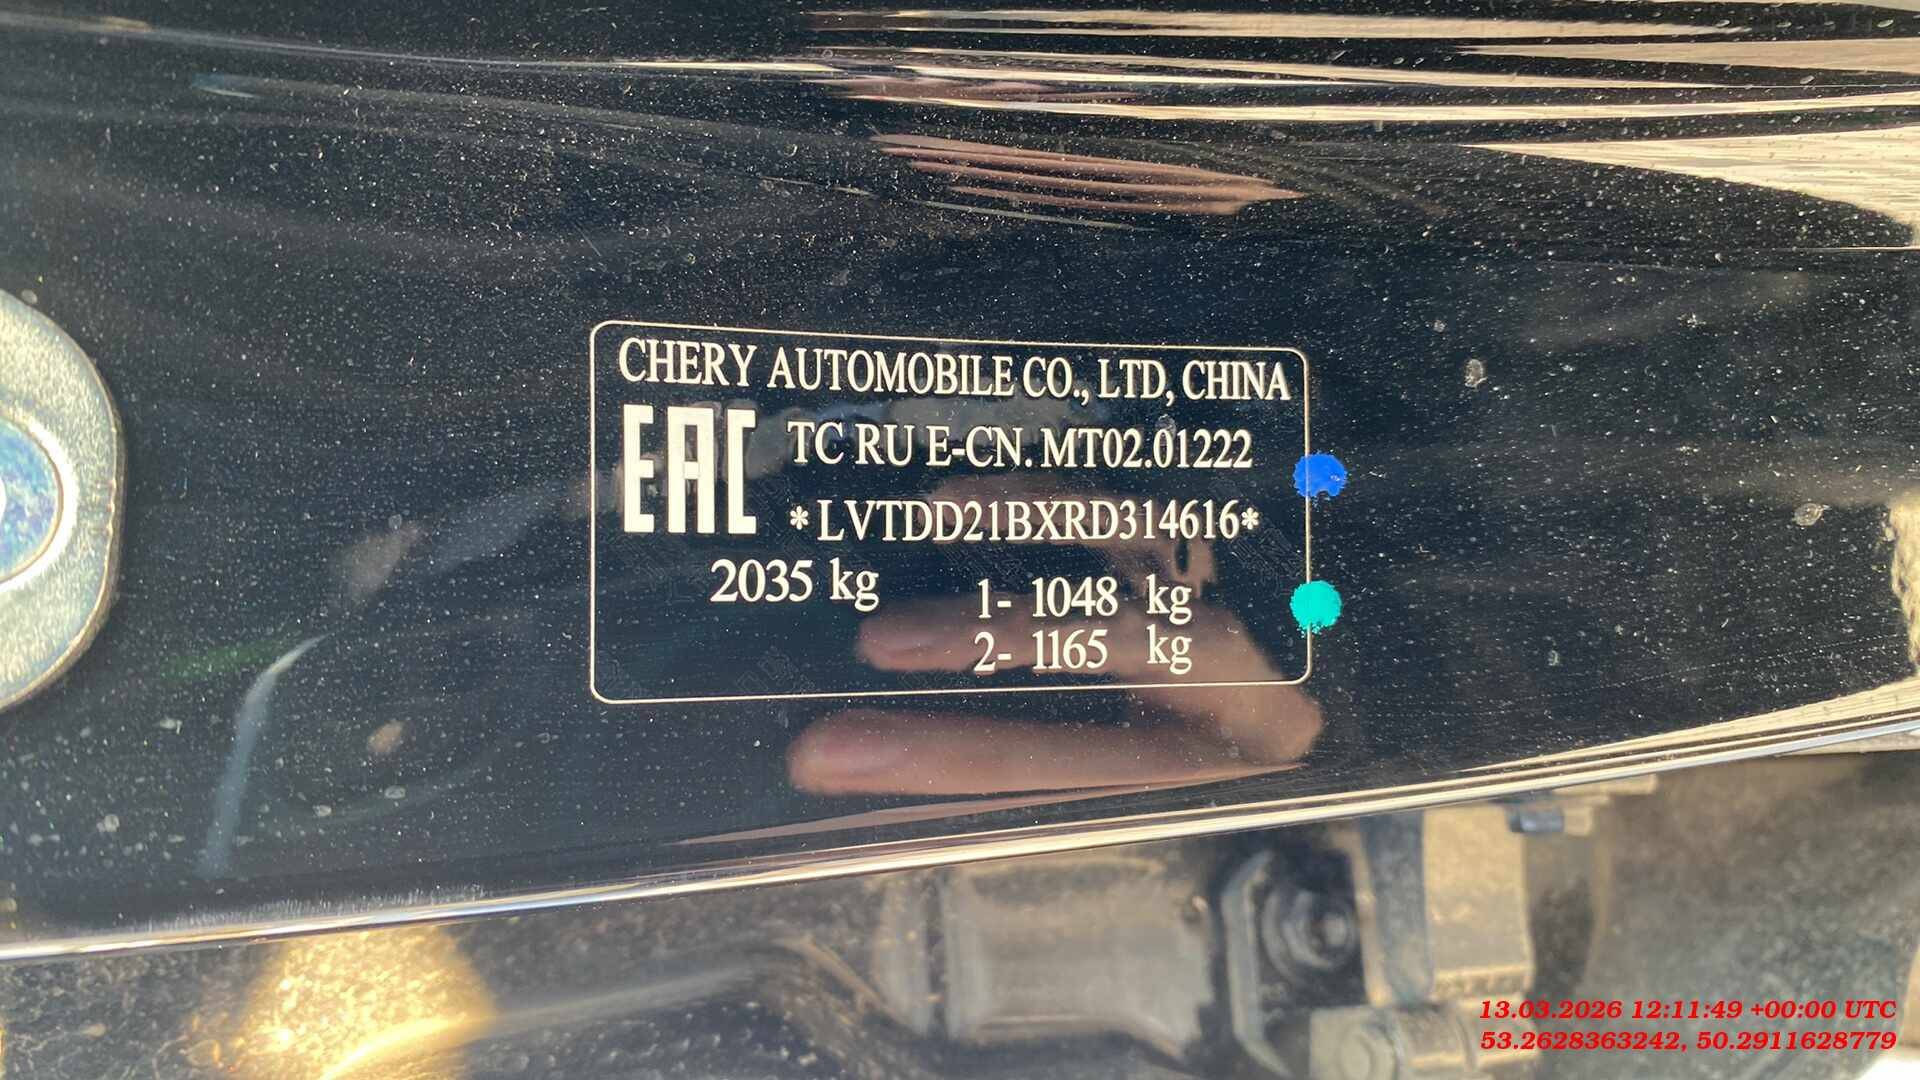 CHERY AUTOMOBILE CO., LTD, CHINA
EAC TC RU E-CN. MT02.01222
*LVTDD21BXRD314616*
2035 kg 1- 1048 kg
2- 1165 kg
13.03.2026 12:11:49 +00:00 UTC
53.2628363242, 50.2911628779